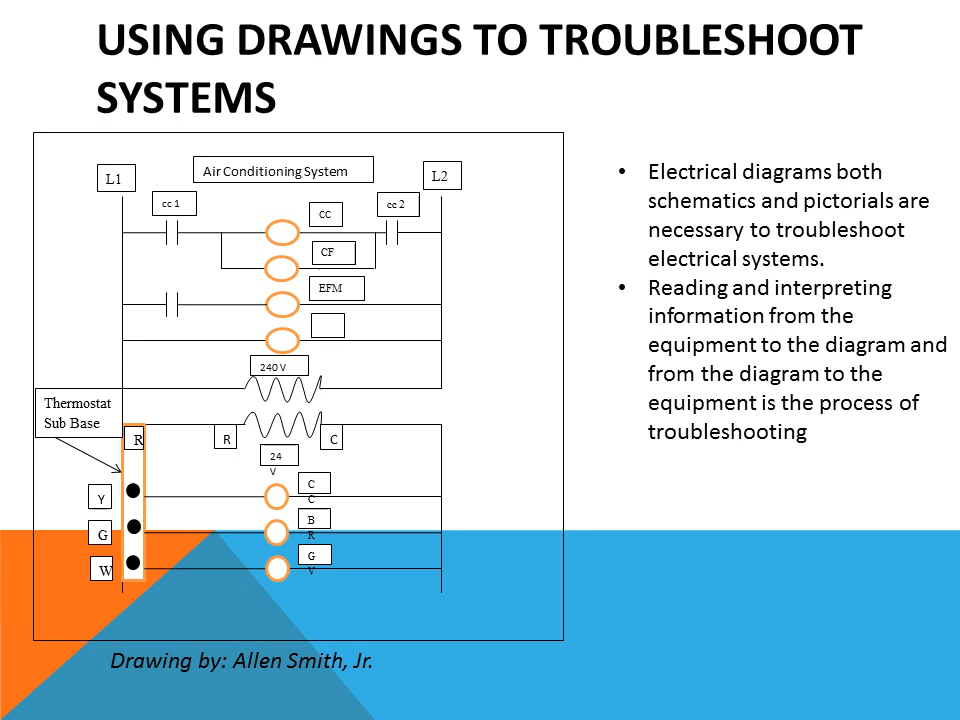 USING DRAWINGS TO TROUBLESHOOT
SYSTEMS
Air Conditioning System
L1
L2
cc 1
cc 2
CC
CF
EFM
240 V
Thermostat
Sub Base
R
R
C
24
V
C
C
Y
B
R
G
G
V
W
• Electrical diagrams both
schematics and pictorials are
necessary to troubleshoot
electrical systems.
• Reading and interpreting
information from the
equipment to the diagram and
from the diagram to the
equipment is the process of
troubleshooting
Drawing by: Allen Smith, Jr.